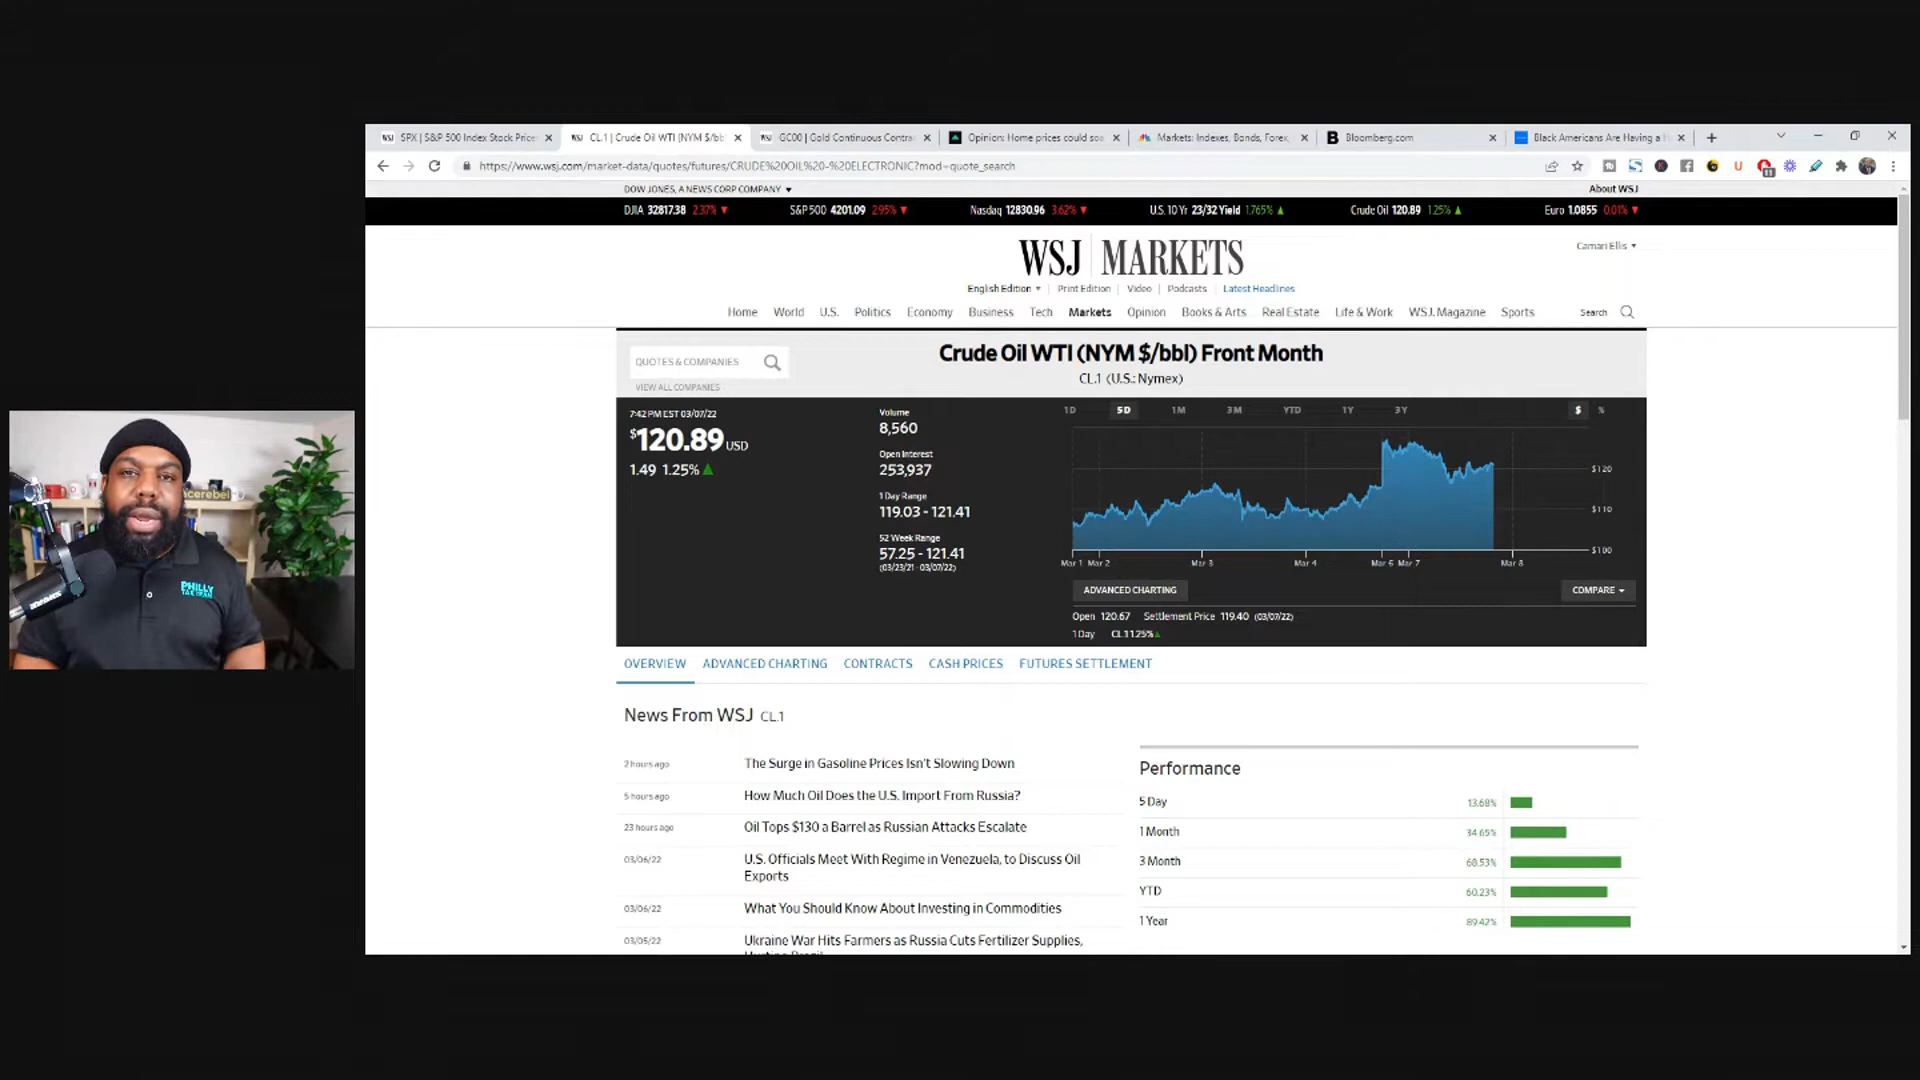 SPX | S&P 500 Index Stock Price
CL.1 | Crude Oil WTI (NYM $/bb
GC00 | Gold Continuous Contra
Opinion: Home prices could soa
Markets: Indexes, Bonds, Forex,
Bloomberg.com
Black Americans Are Having a
https://www.wsj.com/market-data/quotes/futures/CRUDE%20OIL%20-%20ELECTRONIC?mod=quote_search
DOW JONES, A NEWS CORP COMPANY
About WSJ
DJIA 32817.38 2.37%
S&P 500 4201.09 2.95%
Nasdaq 12830.96 3.62%
U.S. 10 Yr 23/32 Yield 1.765%
Crude Oil 120.89 1.25%
Euro 1.0855 0.01%
WSJ MARKETS
Camari Ellis
English Edition
Print Edition
Video
Podcasts
Latest Headlines
Home World U.S. Politics Economy Business Tech Markets Opinion Books & Arts Real Estate Life & Work WSJ. Magazine Sports
Search
QUOTES & COMPANIES
VIEW ALL COMPANIES
Crude Oil WTI (NYM $/bbl) Front Month
CL.1 (U.S.: Nymex)
7:42 PM EST 03/07/22
$120.89 USD
1.49 1.25%
Volume
8,560
Open Interest
253,937
1 Day Range
119.03 - 121.41
52 Week Range
57.25 - 121.41
(03/23/21 - 03/07/22)
1D 5D 1M 3M YTD 1Y 3Y
$ %
$120
$110
$100
Mar 1 Mar 2 Mar 3 Mar 4 Mar 6 Mar 7 Mar 8
ADVANCED CHARTING
COMPARE
Open 120.67 Settlement Price 119.40 (03/07/22)
1 Day CL.1 1.25%
OVERVIEW ADVANCED CHARTING CONTRACTS CASH PRICES FUTURES SETTLEMENT
News From WSJ CL.1
2 hours ago The Surge in Gasoline Prices Isn't Slowing Down
5 hours ago How Much Oil Does the U.S. Import From Russia?
23 hours ago Oil Tops $130 a Barrel as Russian Attacks Escalate
03/06/22 U.S. Officials Meet With Regime in Venezuela, to Discuss Oil
Exports
03/06/22 What You Should Know About Investing in Commodities
03/05/22 Ukraine War Hits Farmers as Russia Cuts Fertilizer Supplies,
Performance
5 Day 13.68%
1 Month 34.65%
3 Month 68.53%
YTD 60.23%
1 Year 89.42%
cerebel
PHILLY